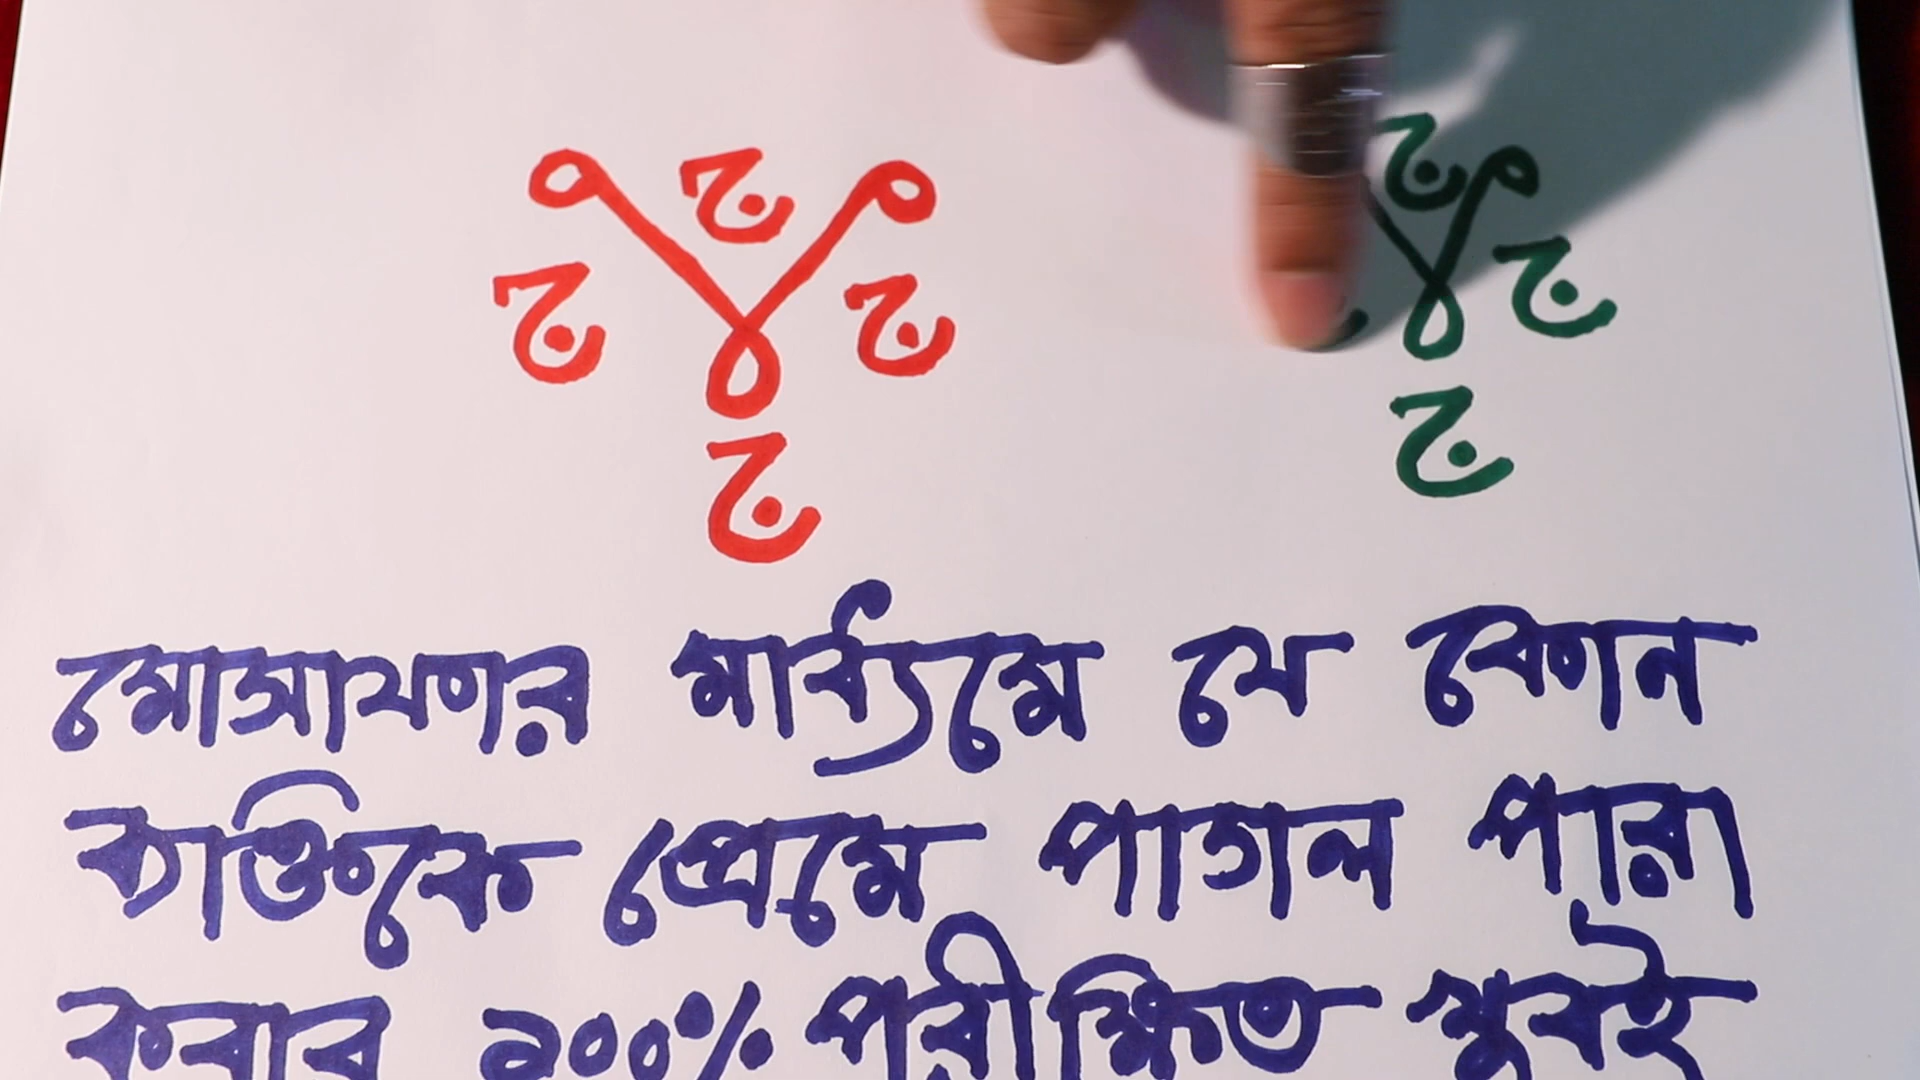 ج ج
ج ج ج
ج ج
মোসাফার মাধ্যমে যে কোন
ব্যক্তিকে প্রেমে পাগল পারা
করার ১০০% পরীক্ষিত খুবই